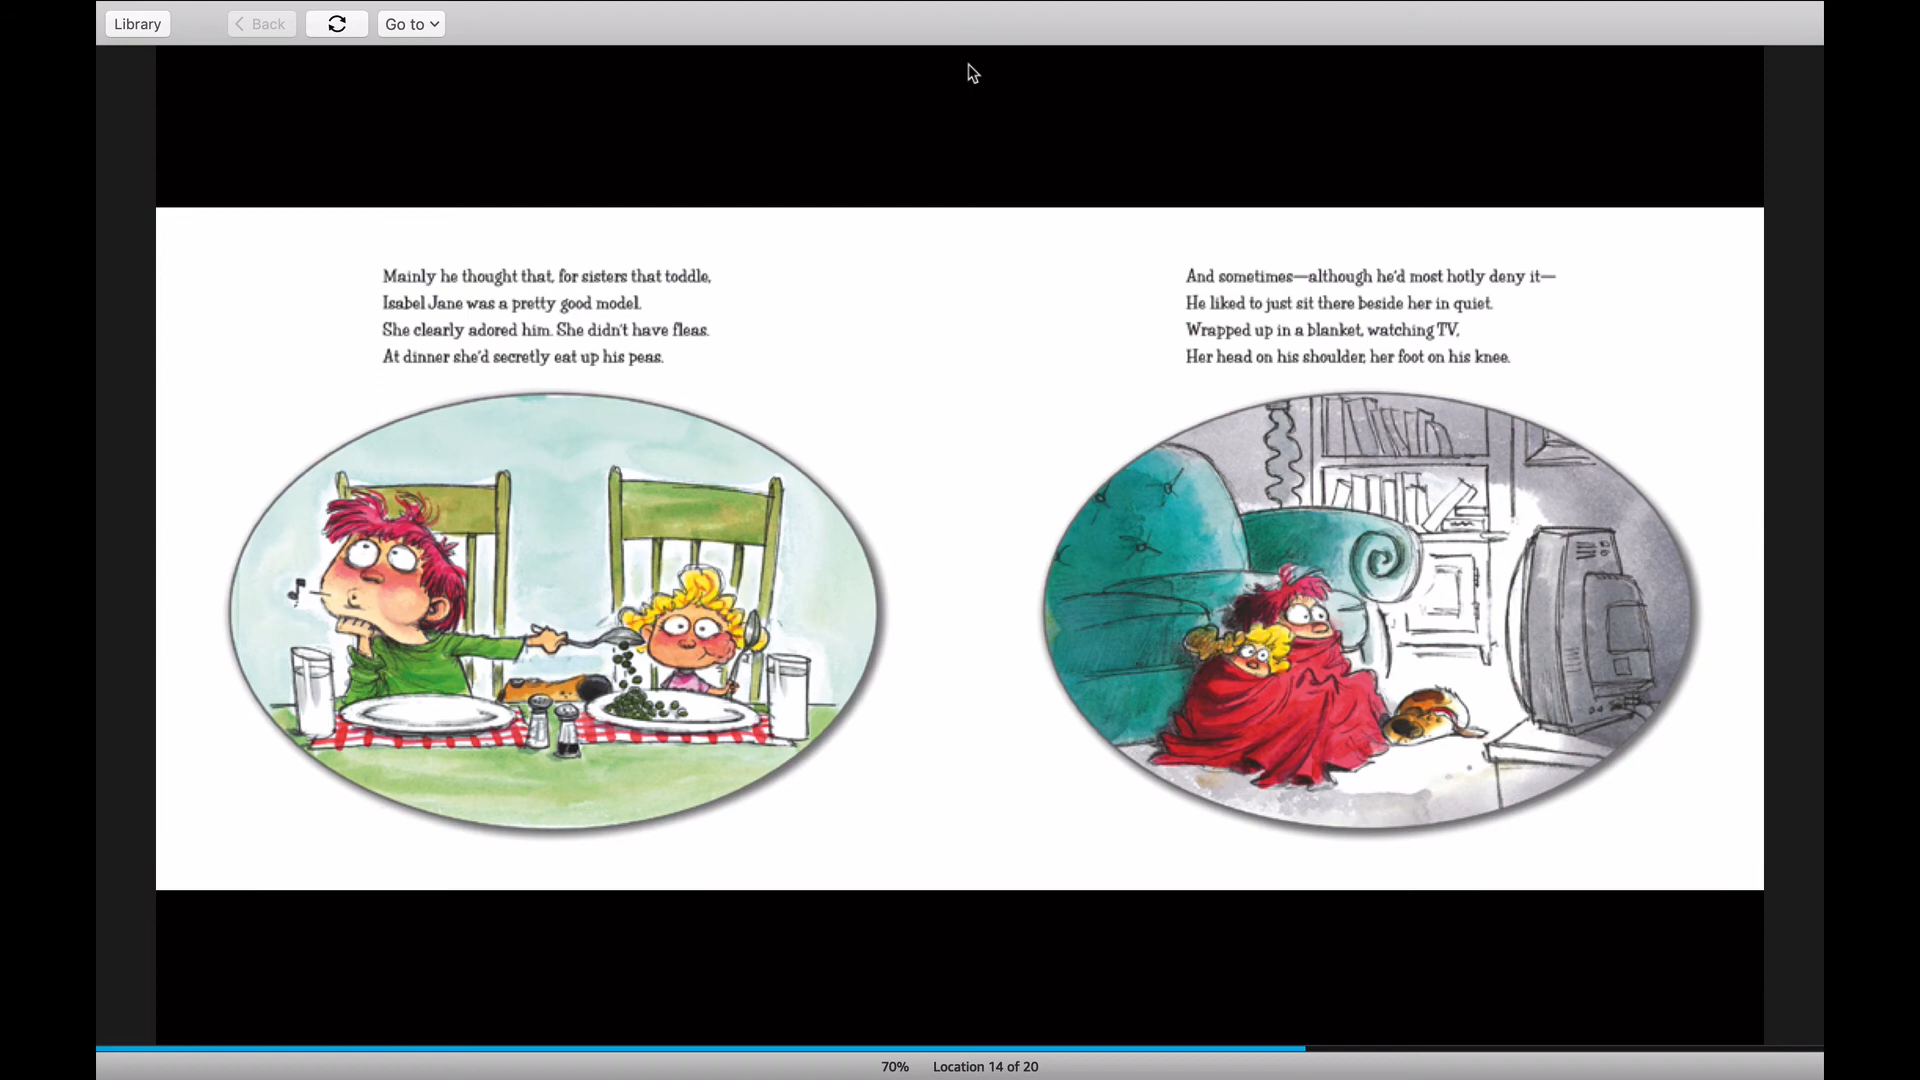 Library
Back
Go to
Mainly he thought that, for sisters that toddle,
Isabel Jane was a pretty good model.
She clearly adored him. She didn't have fleas.
At dinner she'd secretly eat up his peas.
And sometimes—although he'd most hotly deny it—
He liked to just sit there beside her in quiet.
Wrapped up in a blanket, watching TV,
Her head on his shoulder, her foot on his knee.
70% Location 14 of 20